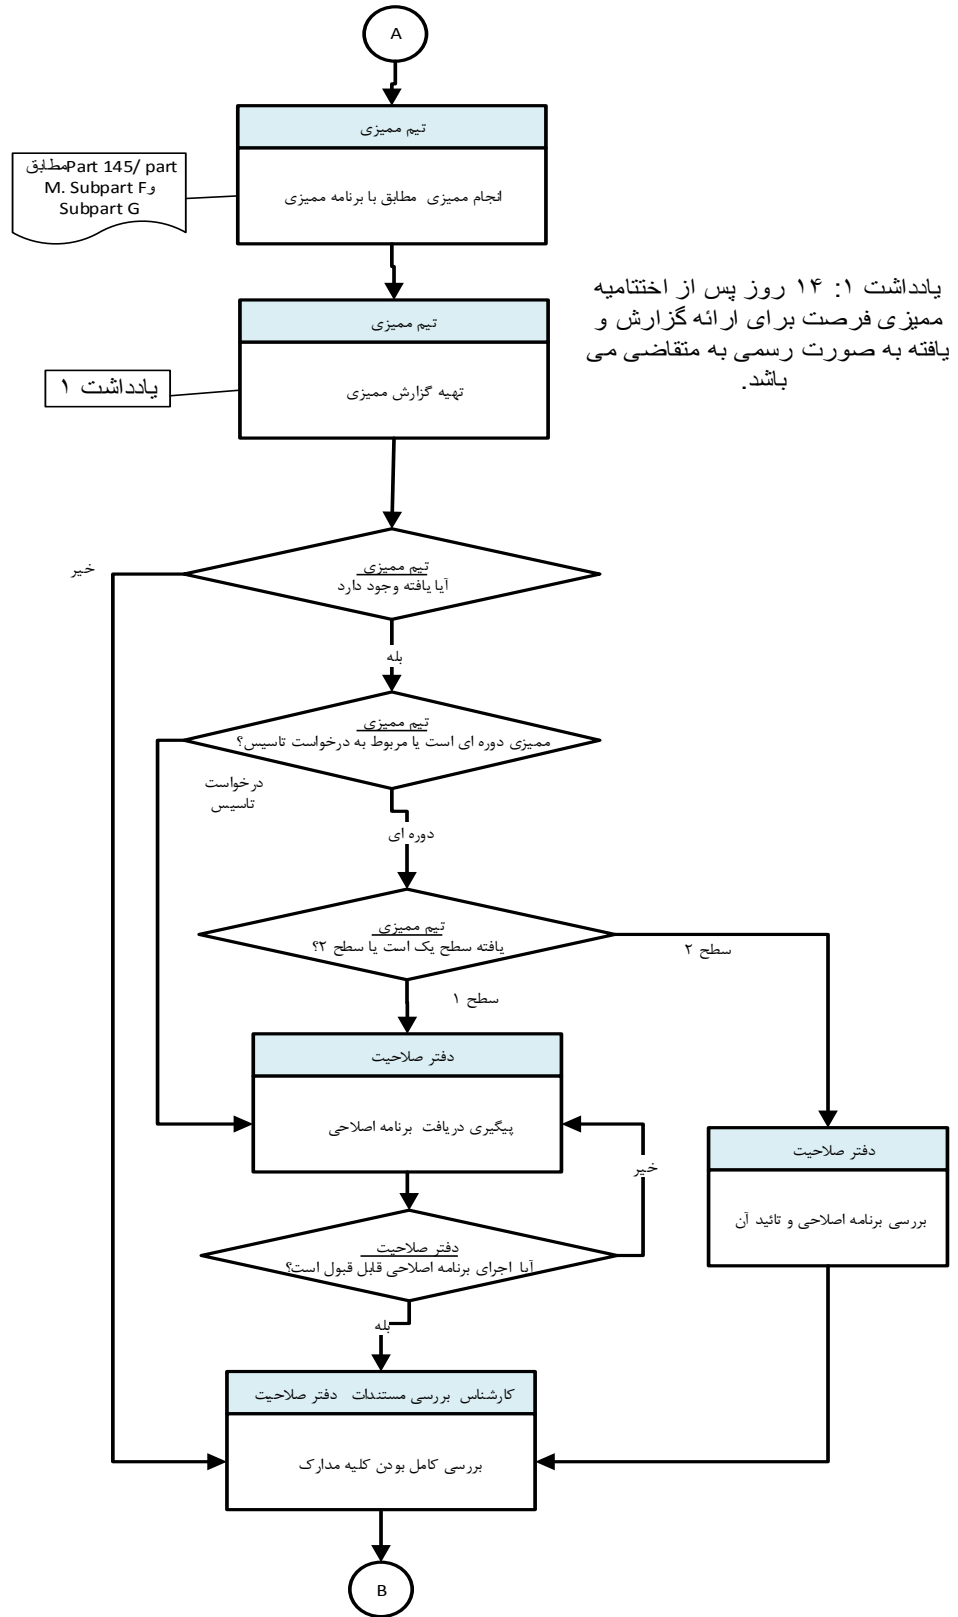 A
تیم ممیزی
انجام ممیزی مطابق با برنامه ممیزی
مطابق Part 145/ part
M. Subpart F و
Subpart G
تیم ممیزی
تهیه گزارش ممیزی
یادداشت ۱
یادداشت ۱: ۱۴ روز پس از اختتامیه
ممیزی فرصت برای ارائه گزارش و
یافته به صورت رسمی به متقاضی می
باشد.
تیم ممیزی
آیا یافته وجود دارد
خیر
بله
تیم ممیزی
ممیزی دوره ای است یا مربوط به درخواست تاسیس؟
درخواست
تاسیس
دوره ای
تیم ممیزی
یافته سطح یک است یا سطح ۲؟
سطح ۲
سطح ۱
دفتر صلاحیت
پیگیری دریافت برنامه اصلاحی
خیر
دفتر صلاحیت
بررسی برنامه اصلاحی و تائید آن
دفتر صلاحیت
آیا اجرای برنامه اصلاحی قابل قبول است؟
بله
کارشناس بررسی مستندات دفتر صلاحیت
بررسی کامل بودن کلیه مدارک
B